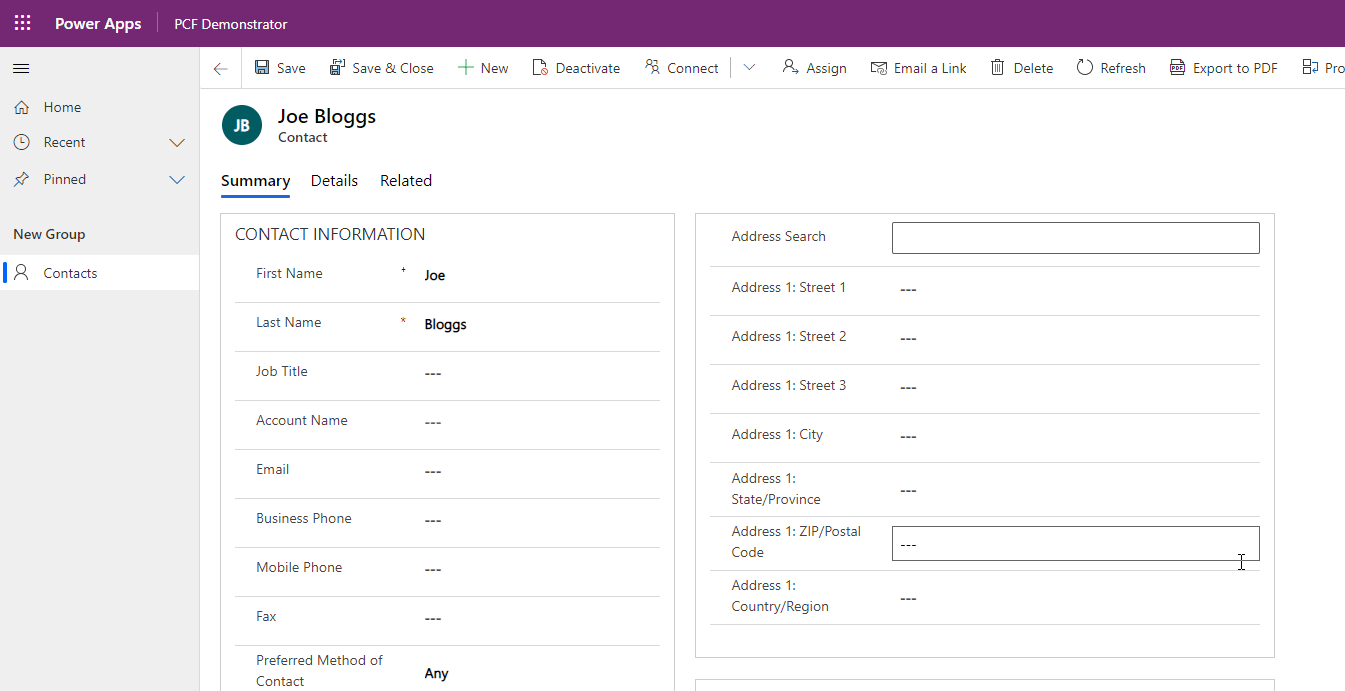 Power Apps
PCF Demonstrator
Home
Recent
Pinned
New Group
Contacts
Save
Save & Close
New
Deactivate
Connect
Assign
Email a Link
Delete
Refresh
PDF
Export to PDF
Pro
JB
Joe Bloggs
Contact
Summary
Details
Related
CONTACT INFORMATION
First Name + Joe
Last Name * Bloggs
Job Title ---
Account Name ---
Email ---
Business Phone ---
Mobile Phone ---
Fax ---
Preferred Method of
Contact
Any
Address Search
Address 1: Street 1 ---
Address 1: Street 2 ---
Address 1: Street 3 ---
Address 1: City ---
Address 1:
State/Province
---
Address 1: ZIP/Postal
Code
---
Address 1:
Country/Region
---